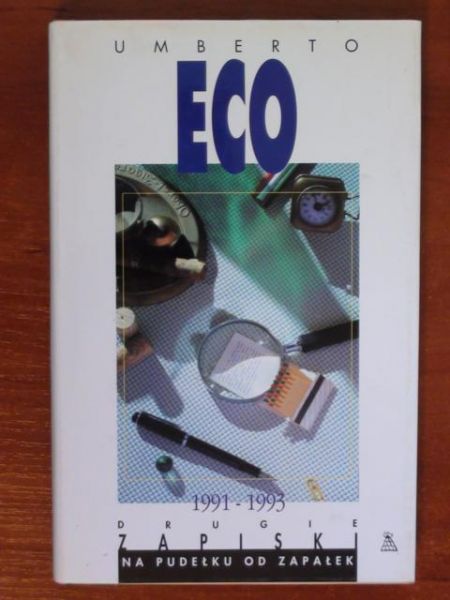 UMBERTO
ECO
1991 - 1993
DRUGIE
ZAPISKI
NA PUDEŁKU OD ZAPAŁEK